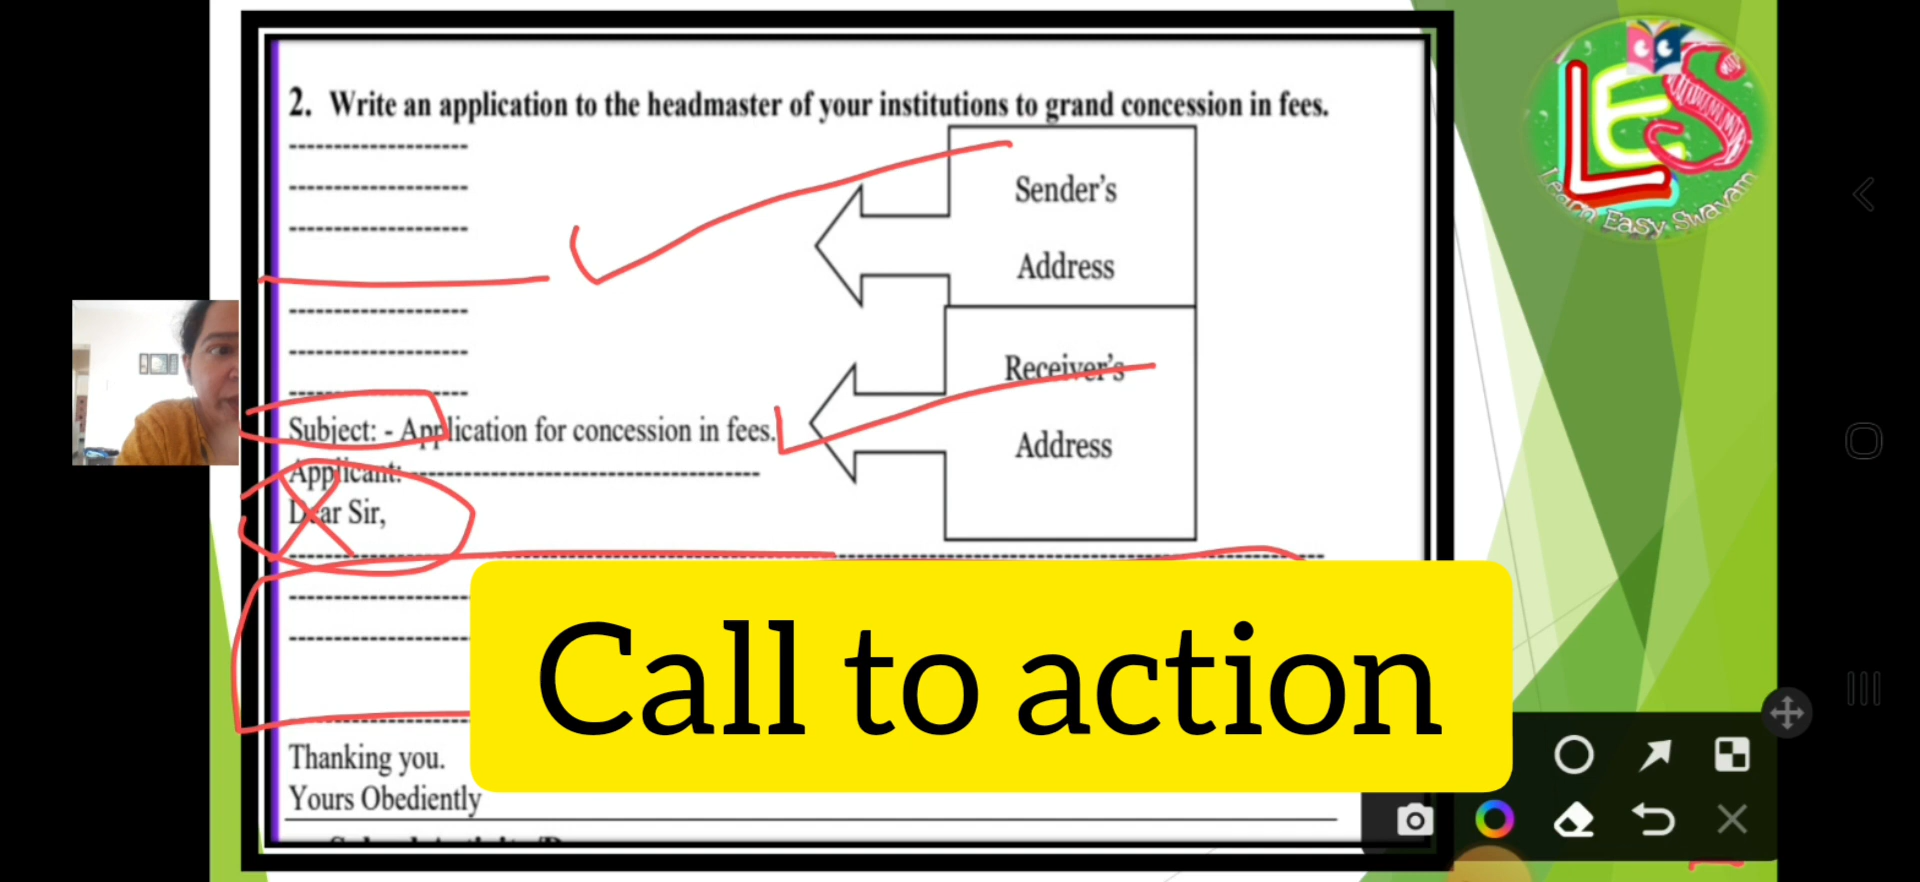 2. Write an application to the headmaster of your institutions to grand concession in fees.
Sender's
Address
Receiver's
Address
Subject: - Application for concession in fees.
Applicant:
Dear Sir,
Thanking you.
Yours Obediently
Call to action
LES
Learn Easy Swayam